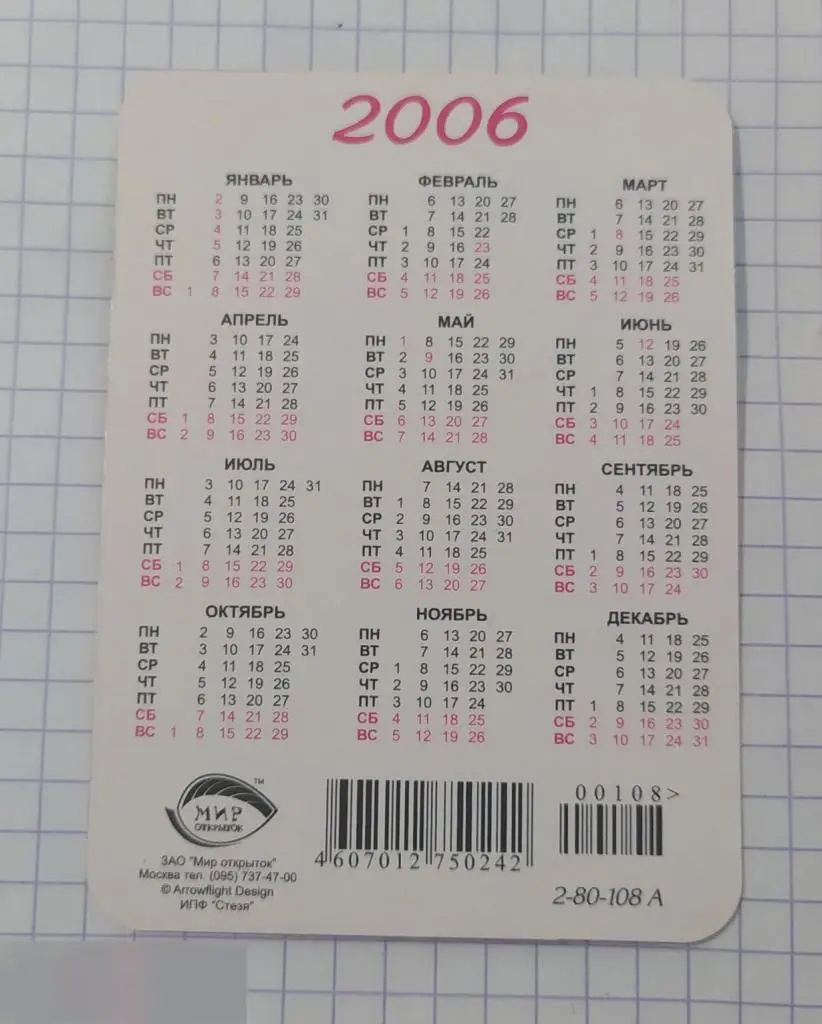 2006
ЯНВАРЬ
ПН 2 9 16 23 30
ВТ 3 10 17 24 31
СР 4 11 18 25
ЧТ 5 12 19 26
ПТ 6 13 20 27
СБ 7 14 21 28
ВС 1 8 15 22 29
ФЕВРАЛЬ
ПН 6 13 20 27
ВТ 7 14 21 28
СР 1 8 15 22
ЧТ 2 9 16 23
ПТ 3 10 17 24
СБ 4 11 18 25
ВС 5 12 19 26
МАРТ
ПН 6 13 20 27
ВТ 7 14 21 28
СР 1 8 15 22 29
ЧТ 2 9 16 23 30
ПТ 3 10 17 24 31
СБ 4 11 18 25
ВС 5 12 19 26
АПРЕЛЬ
ПН 3 10 17 24
ВТ 4 11 18 25
СР 5 12 19 26
ЧТ 6 13 20 27
ПТ 7 14 21 28
СБ 1 8 15 22 29
ВС 2 9 16 23 30
МАЙ
ПН 1 8 15 22 29
ВТ 2 9 16 23 30
СР 3 10 17 24 31
ЧТ 4 11 18 25
ПТ 5 12 19 26
СБ 6 13 20 27
ВС 7 14 21 28
ИЮНЬ
ПН 5 12 19 26
ВТ 6 13 20 27
СР 7 14 21 28
ЧТ 1 8 15 22 29
ПТ 2 9 16 23 30
СБ 3 10 17 24
ВС 4 11 18 25
ИЮЛЬ
ПН 3 10 17 24 31
ВТ 4 11 18 25
СР 5 12 19 26
ЧТ 6 13 20 27
ПТ 7 14 21 28
СБ 1 8 15 22 29
ВС 2 9 16 23 30
АВГУСТ
ПН 7 14 21 28
ВТ 1 8 15 22 29
СР 2 9 16 23 30
ЧТ 3 10 17 24 31
ПТ 4 11 18 25
СБ 5 12 19 26
ВС 6 13 20 27
СЕНТЯБРЬ
ПН 4 11 18 25
ВТ 5 12 19 26
СР 6 13 20 27
ЧТ 7 14 21 28
ПТ 1 8 15 22 29
СБ 2 9 16 23 30
ВС 3 10 17 24
ОКТЯБРЬ
ПН 2 9 16 23 30
ВТ 3 10 17 24 31
СР 4 11 18 25
ЧТ 5 12 19 26
ПТ 6 13 20 27
СБ 7 14 21 28
ВС 1 8 15 22 29
НОЯБРЬ
ПН 6 13 20 27
ВТ 7 14 21 28
СР 1 8 15 22 29
ЧТ 2 9 16 23 30
ПТ 3 10 17 24
СБ 4 11 18 25
ВС 5 12 19 26
ДЕКАБРЬ
ПН 4 11 18 25
ВТ 5 12 19 26
СР 6 13 20 27
ЧТ 7 14 21 28
ПТ 1 8 15 22 29
СБ 2 9 16 23 30
ВС 3 10 17 24 31
МИР ™
ОТКРЫТОК
ЗАО "Мир открыток"
Москва тел. (095) 737-47-00
© Arrowflight Design
ИПФ "Стезя"
4 607012 750242
00108>
2-80-108 А